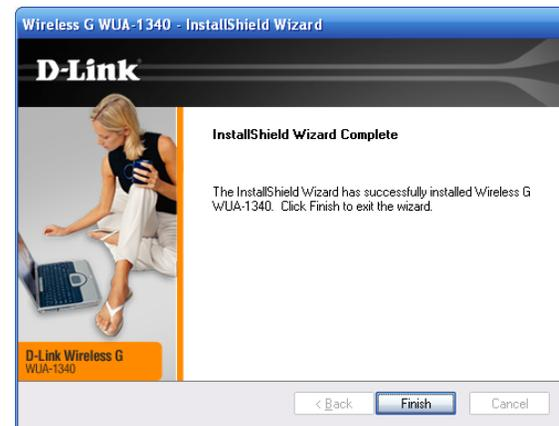 Wireless G WUA-1340 - InstallShield Wizard
D-Link
InstallShield Wizard Complete
The InstallShield Wizard has successfully installed Wireless G
WUA-1340. Click Finish to exit the wizard.
D-Link Wireless G
WUA-1340
< Back
Finish
Cancel